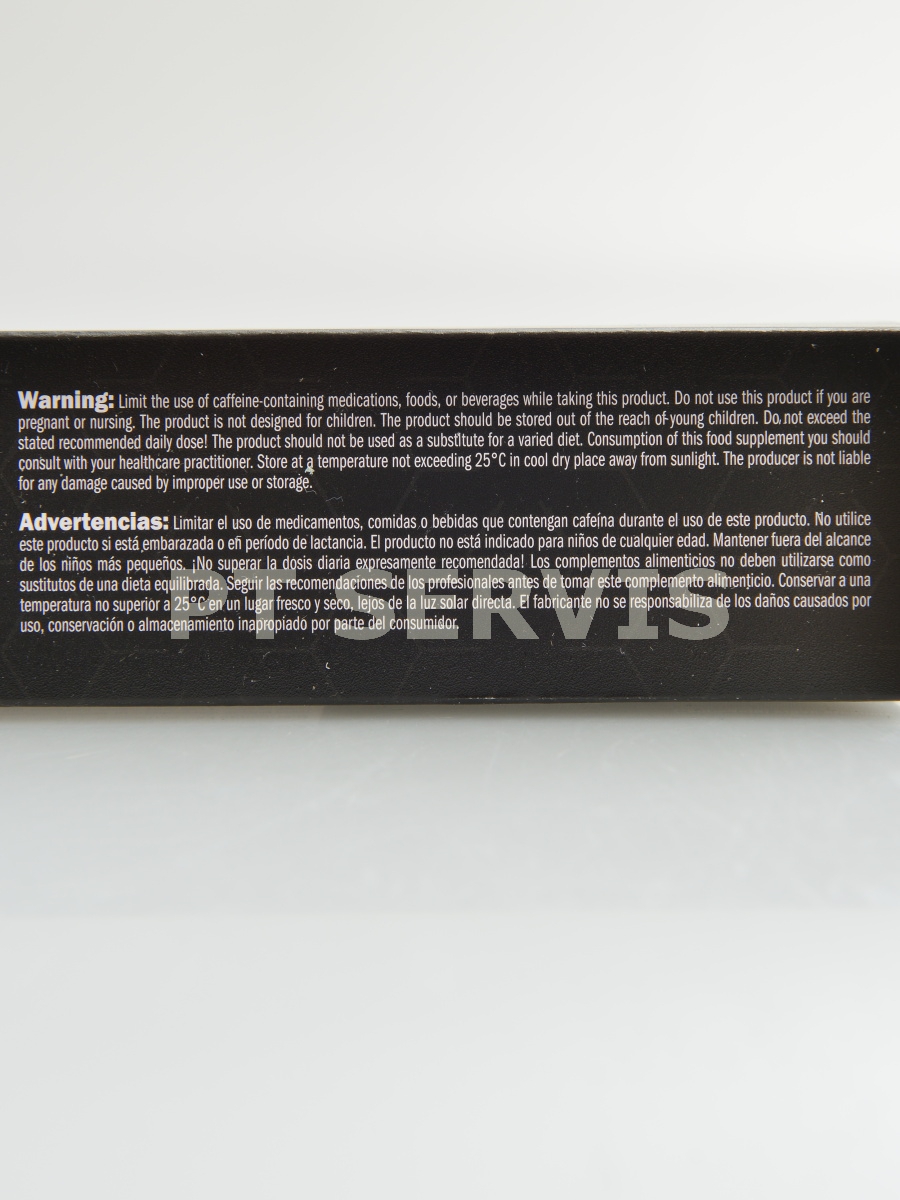 Warning: Limit the use of caffeine-containing medications, foods, or beverages while taking this product. Do not use this product if you are
pregnant or nursing. The product is not designed for children. The product should be stored out of the reach of young children. Do not exceed the
stated recommended daily dose! The product should not be used as a substitute for a varied diet. Consumption of this food supplement you should
consult with your healthcare practitioner. Store at a temperature not exceeding 25°C in cool dry place away from sunlight. The producer is not liable
for any damage caused by improper use or storage.
Advertencias: Limitar el uso de medicamentos, comidas o bebidas que contengan cafeína durante el uso de este producto. No utilice
este producto si está embarazada o en período de lactancia. El producto no está indicado para niños de cualquier edad. Mantener fuera del alcance
de los niños más pequeños. ¡No superar la dosis diaria expresamente recomendada! Los complementos alimenticios no deben utilizarse como
sustitutos de una dieta equilibrada. Seguir las recomendaciones de los profesionales antes de tomar este complemento alimenticio. Conservar a una
temperatura no superior a 25°C en un lugar fresco y seco, lejos de la luz solar directa. El fabricante no se responsabiliza de los daños causados por
uso, conservación o almacenamiento inapropiado por parte del consumidor.
PT SERVIS